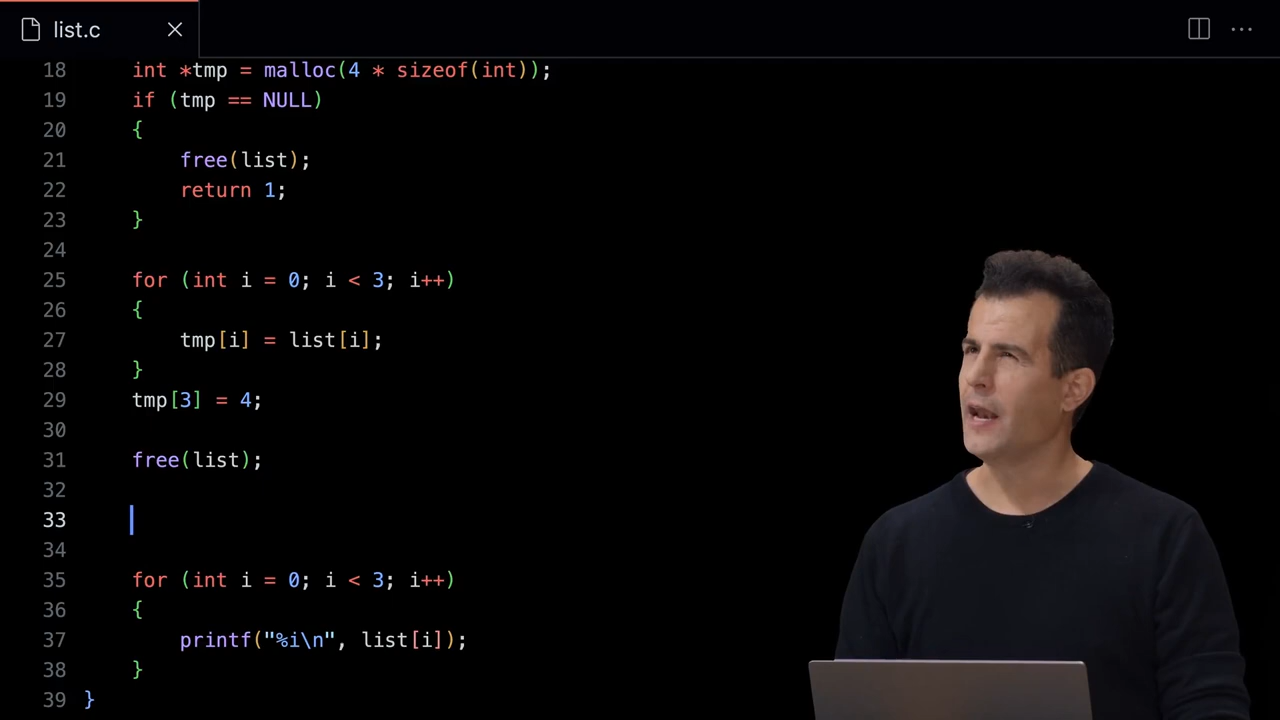 list.c
18 int *tmp = malloc(4 * sizeof(int));
19 if (tmp == NULL)
20 {
21 free(list);
22 return 1;
23 }
24
25 for (int i = 0; i < 3; i++)
26 {
27 tmp[i] = list[i];
28 }
29 tmp[3] = 4;
30
31 free(list);
32
33
34
35 for (int i = 0; i < 3; i++)
36 {
37 printf("%i\n", list[i]);
38 }
39 }